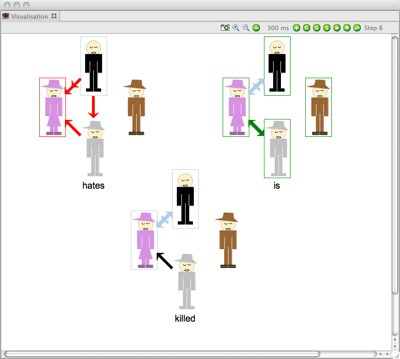 Visualisation
300 ms
Step 8
hates
is
killed